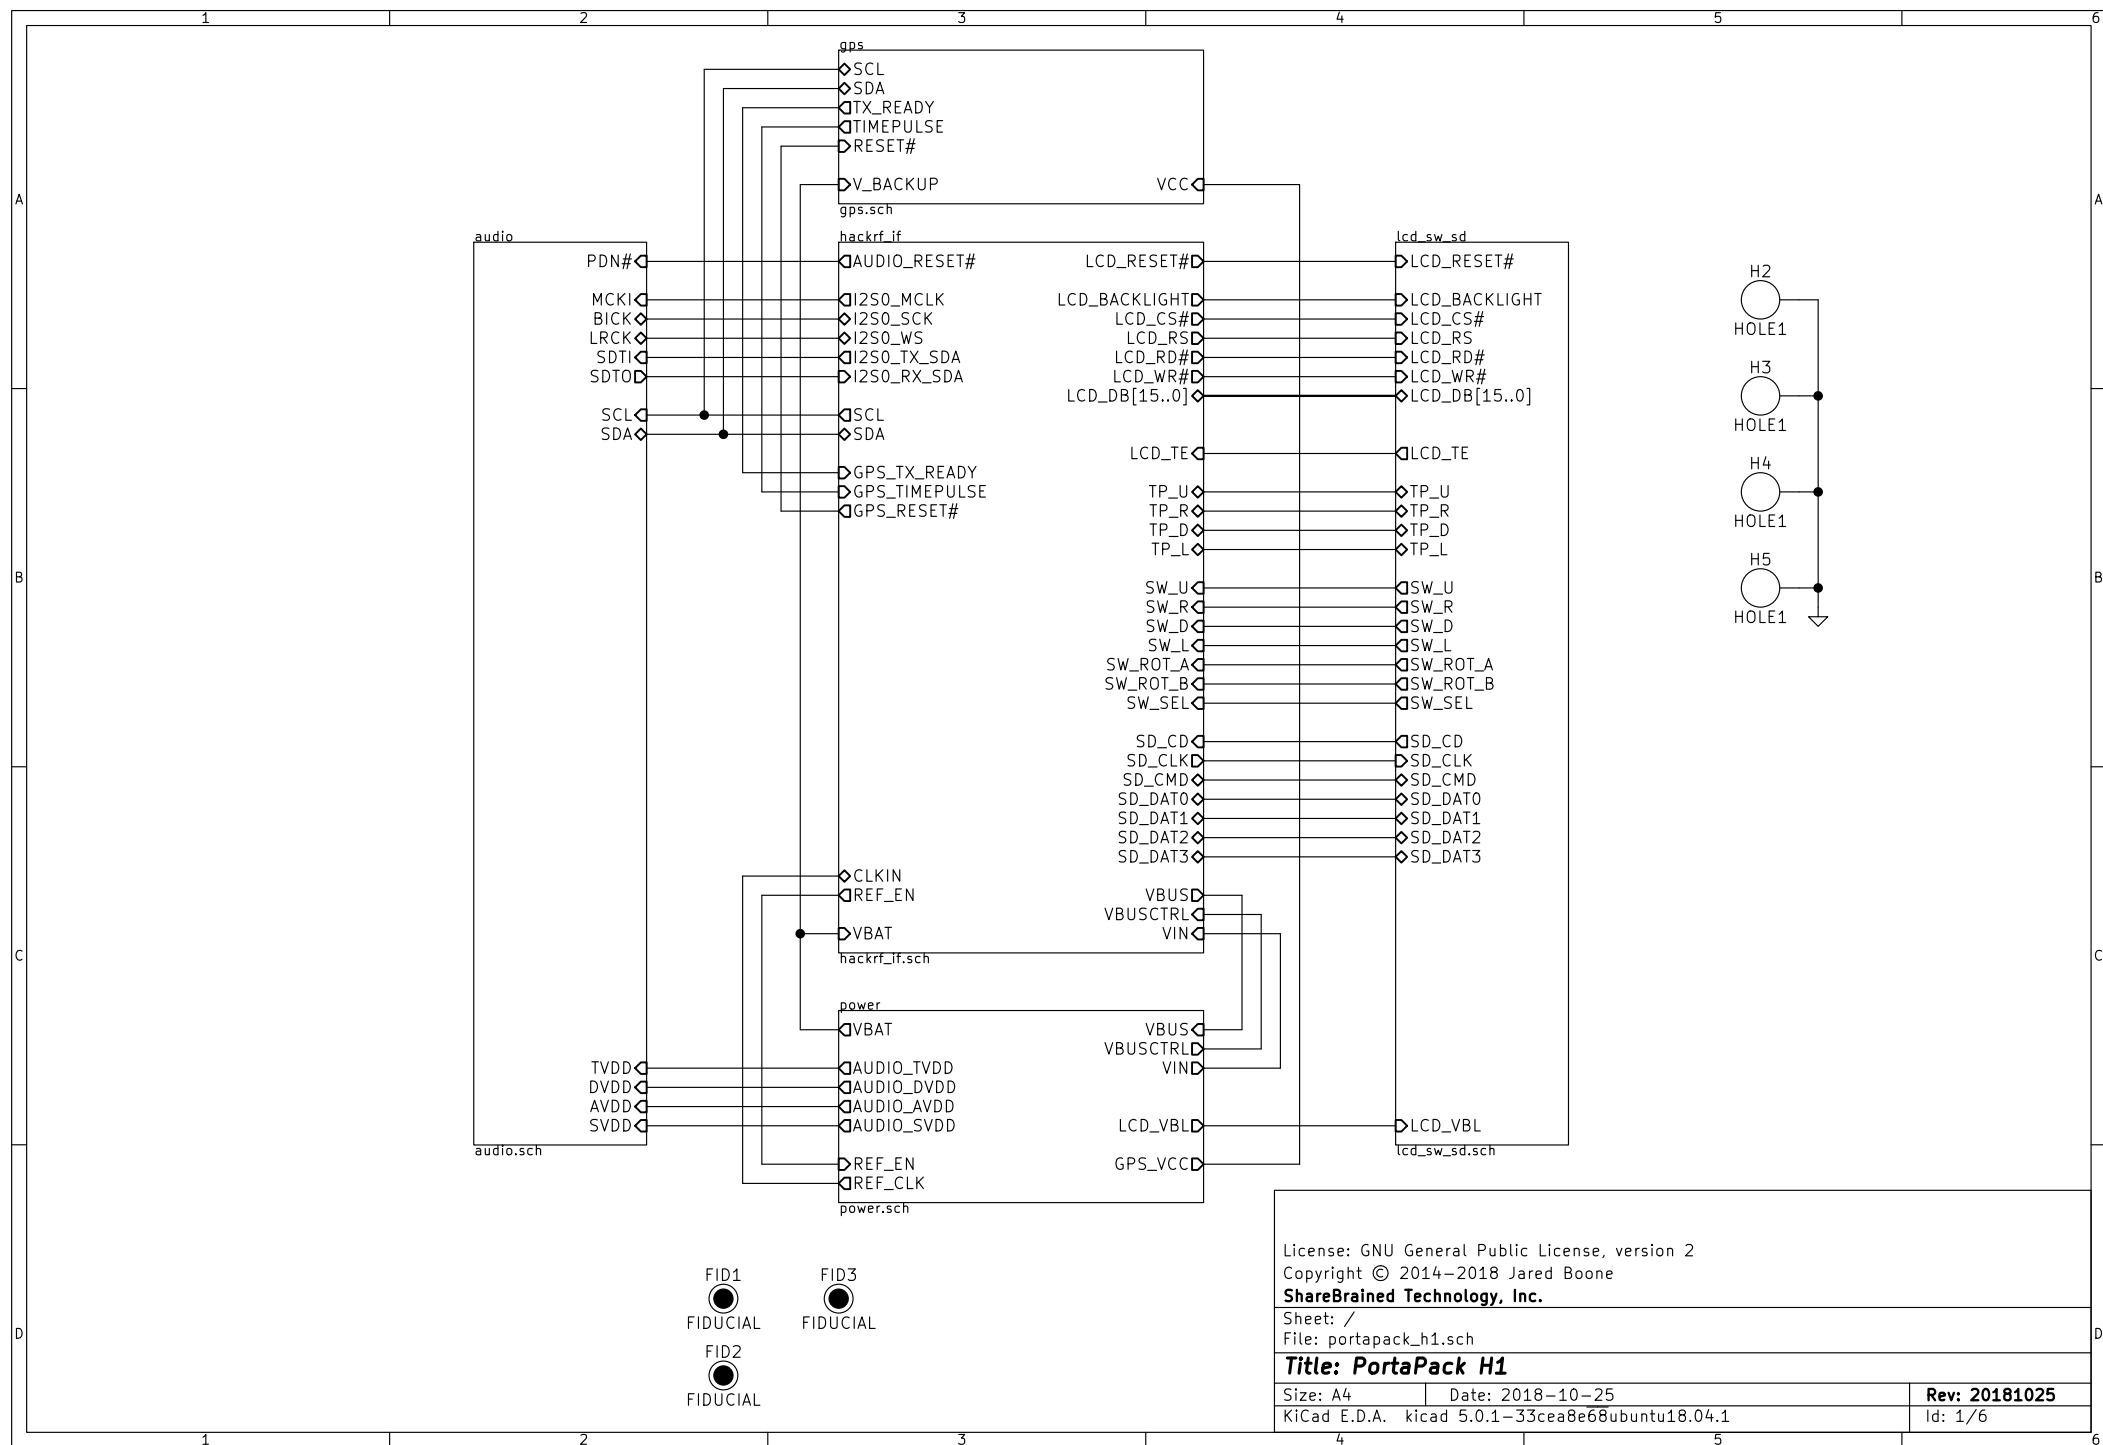 1 2 3 4 5 6
gps
SCL
SDA
TX_READY
TIMEPULSE
RESET#
V_BACKUP VCC
gps.sch
A A
audio
PDN#
MCKI
BICK
LRCK
SDTI
SDTO
SCL
SDA
TVDD
DVDD
AVDD
SVDD
audio.sch
hackrf_if
AUDIO_RESET# LCD_RESET#
I2S0_MCLK LCD_BACKLIGHT
I2S0_SCK LCD_CS#
I2S0_WS LCD_RS
I2S0_TX_SDA LCD_RD#
I2S0_RX_SDA LCD_WR#
LCD_DB[15..0]
SCL
SDA
LCD_TE
GPS_TX_READY
GPS_TIMEPULSE TP_U
GPS_RESET# TP_R
TP_D
TP_L
SW_U
SW_R
SW_D
SW_L
SW_ROT_A
SW_ROT_B
SW_SEL
SD_CD
SD_CLK
SD_CMD
SD_DAT0
SD_DAT1
SD_DAT2
SD_DAT3
CLKIN
REF_EN VBUS
VBUSCTRL
VBAT VIN
hackrf_if.sch
lcd_sw_sd
LCD_RESET#
LCD_BACKLIGHT
LCD_CS#
LCD_RS
LCD_RD#
LCD_WR#
LCD_DB[15..0]
LCD_TE
TP_U
TP_R
TP_D
TP_L
SW_U
SW_R
SW_D
SW_L
SW_ROT_A
SW_ROT_B
SW_SEL
SD_CD
SD_CLK
SD_CMD
SD_DAT0
SD_DAT1
SD_DAT2
SD_DAT3
LCD_VBL
lcd_sw_sd.sch
H2
HOLE1
H3
HOLE1
H4
HOLE1
H5
HOLE1
B B
C C
power
VBAT VBUS
VBUSCTRL
AUDIO_TVDD VIN
AUDIO_DVDD
AUDIO_AVDD
AUDIO_SVDD LCD_VBL
REF_EN GPS_VCC
REF_CLK
power.sch
FID1 FID3
FIDUCIAL FIDUCIAL
FID2
FIDUCIAL
D D
License: GNU General Public License, version 2
Copyright © 2014-2018 Jared Boone
ShareBrained Technology, Inc.
Sheet: /
File: portapack_h1.sch
Title: PortaPack H1
Size: A4 Date: 2018-10-25 Rev: 20181025
KiCad E.D.A. kicad 5.0.1-33cea8e68ubuntu18.04.1 Id: 1/6
1 2 3 4 5 6